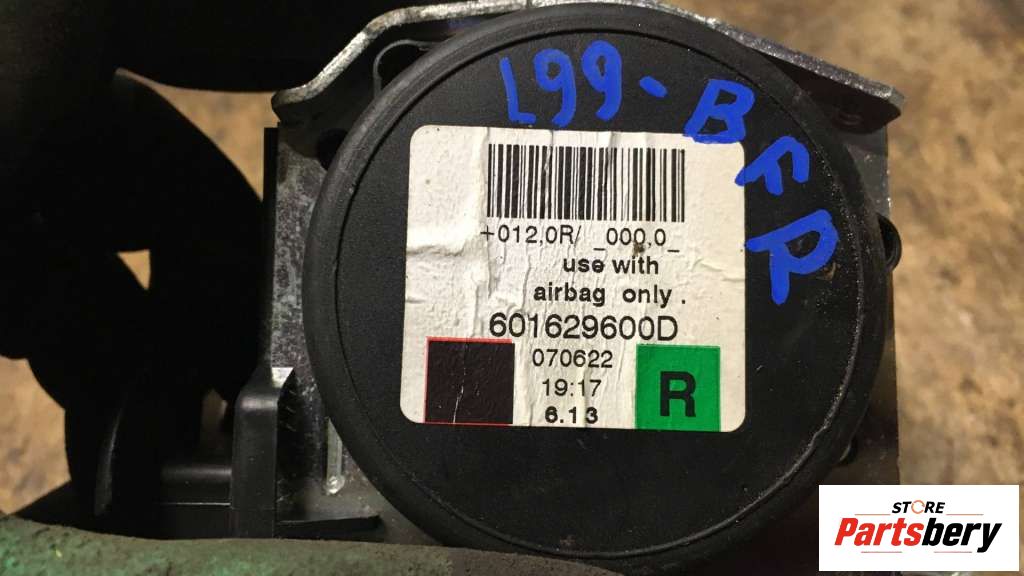 L99-BFR
+012,0R/ _000,0_
use with
airbag only .
601629600D
070622
19:17
6.13
R
STORE
Partsbery